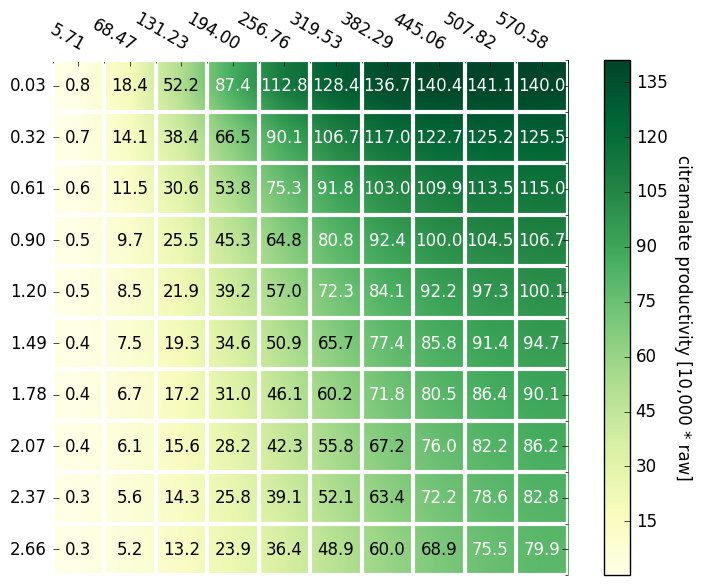 5.71 68.47 131.23 194.00 256.76 319.53 382.29 445.06 507.82 570.58
0.03 0.8 18.4 52.2 87.4 112.8 128.4 136.7 140.4 141.1 140.0
0.32 0.7 14.1 38.4 66.5 90.1 106.7 117.0 122.7 125.2 125.5
0.61 0.6 11.5 30.6 53.8 75.3 91.8 103.0 109.9 113.5 115.0
0.90 0.5 9.7 25.5 45.3 64.8 80.8 92.4 100.0 104.5 106.7
1.20 0.5 8.5 21.9 39.2 57.0 72.3 84.1 92.2 97.3 100.1
1.49 0.4 7.5 19.3 34.6 50.9 65.7 77.4 85.8 91.4 94.7
1.78 0.4 6.7 17.2 31.0 46.1 60.2 71.8 80.5 86.4 90.1
2.07 0.4 6.1 15.6 28.2 42.3 55.8 67.2 76.0 82.2 86.2
2.37 0.3 5.6 14.3 25.8 39.1 52.1 63.4 72.2 78.6 82.8
2.66 0.3 5.2 13.2 23.9 36.4 48.9 60.0 68.9 75.5 79.9
135
120
105
90
75
60
45
30
15
citramalate productivity [10,000 * raw]